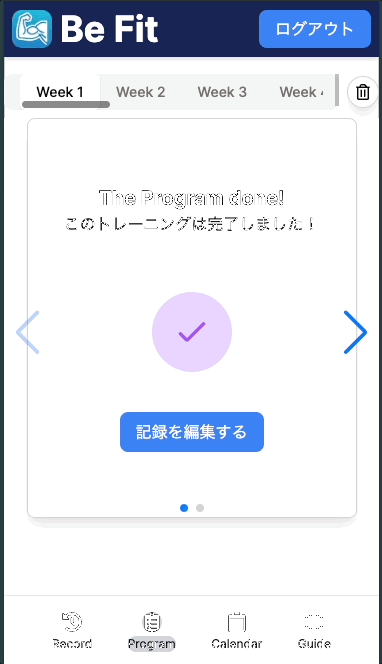 Be Fit
ログアウト
Week 1
Week 2
Week 3
Week
The Program done!
このトレーニングは完了しました！
記録を編集する
Record
Program
Calendar
Guide